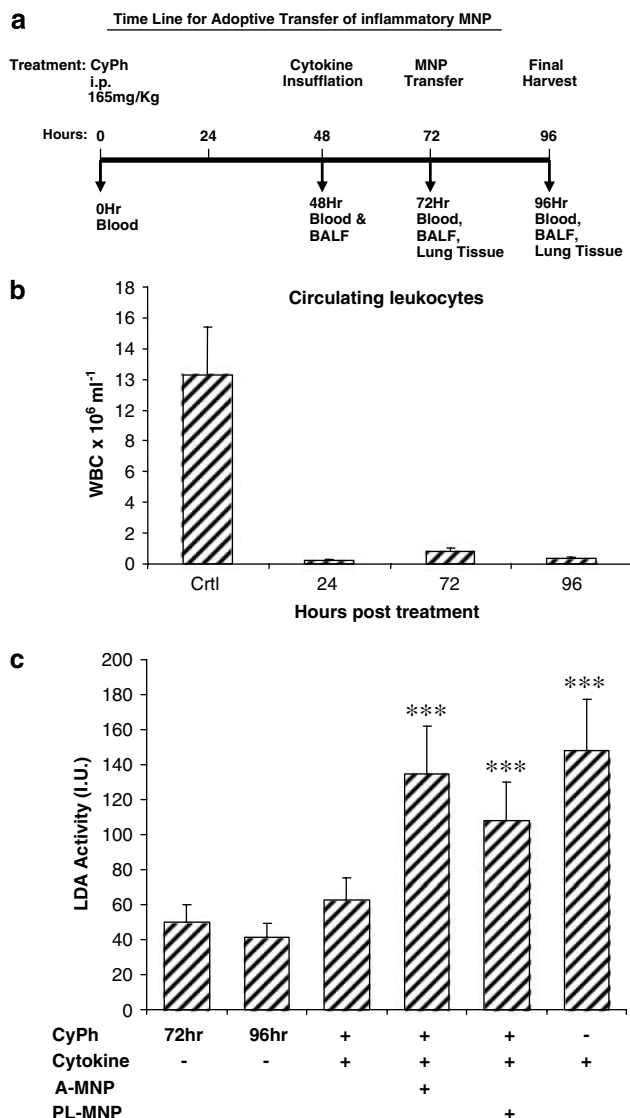 a
Time Line for Adoptive Transfer of inflammatory MNP
Treatment: CyPh
i.p.
165mg/Kg
Cytokine
Insufflation
MNP
Transfer
Final
Harvest
Hours: 0 24 48 72 96
0Hr
Blood
48Hr
Blood &
BALF
72Hr
Blood,
BALF,
Lung Tissue
96Hr
Blood,
BALF,
Lung Tissue
b
Circulating leukocytes
WBC x 10⁶ ml⁻¹
18
16
14
13
12
8
6
4
2
0
Crtl 24 72 96
Hours post treatment
c
LDA Activity (I.U.)
200
180
160
140
120
100
80
60
40
20
0
*** *** ***
CyPh 72hr 96hr + + + -
Cytokine - - + + + +
A-MNP +
PL-MNP +